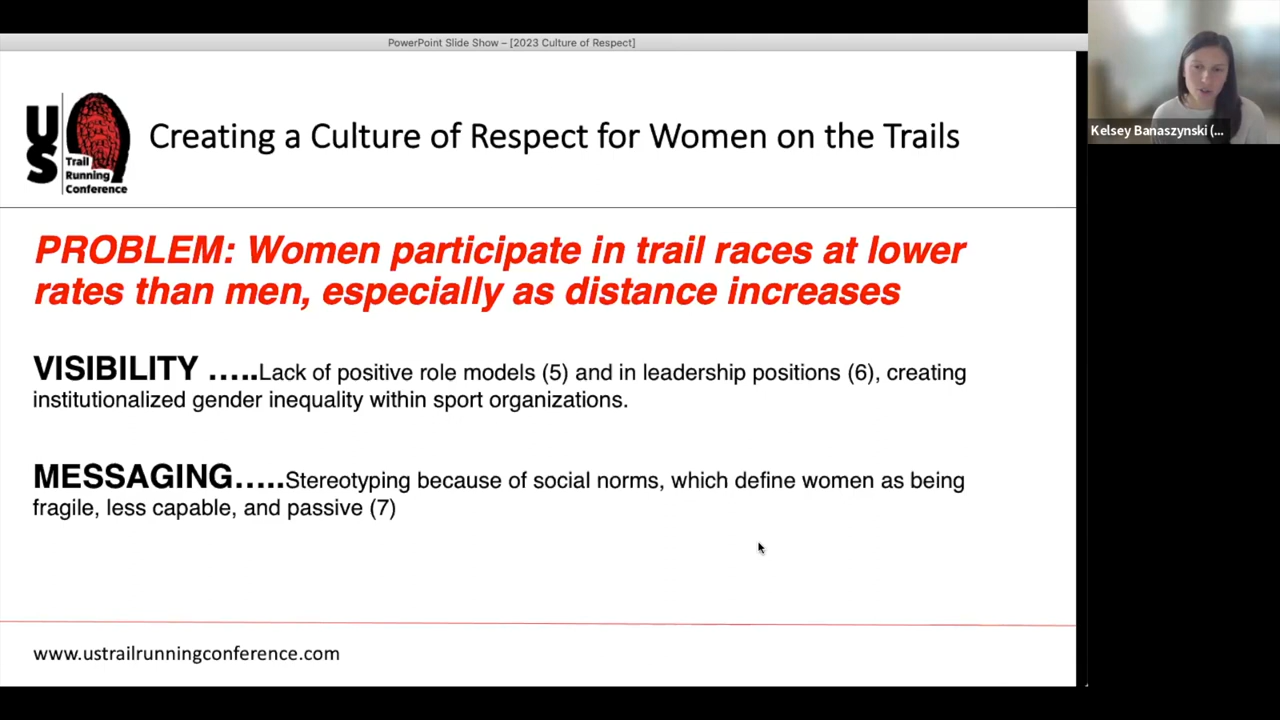 PowerPoint Slide Show – [2023 Culture of Respect]
Kelsey Banaszynski (...
US
Trail
Running
Conference
Creating a Culture of Respect for Women on the Trails
PROBLEM: Women participate in trail races at lower
rates than men, especially as distance increases
VISIBILITY …..Lack of positive role models (5) and in leadership positions (6), creating
institutionalized gender inequality within sport organizations.
MESSAGING…..Stereotyping because of social norms, which define women as being
fragile, less capable, and passive (7)
www.ustrailrunningconference.com